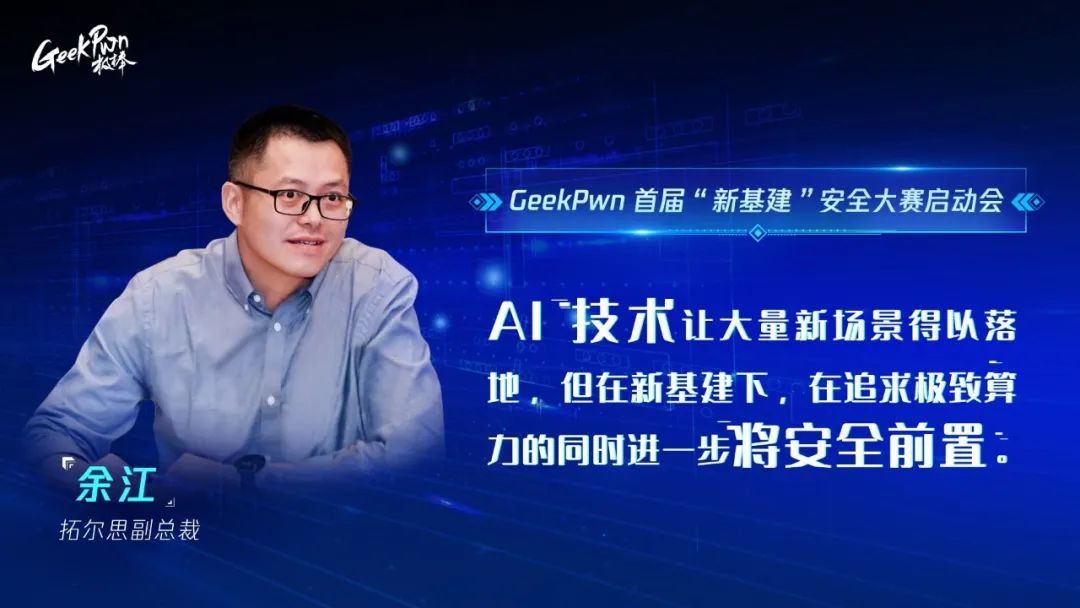 GeekPwn
极棒
GeekPwn 首届“新基建”安全大赛启动会
AI 技术让大量新场景得以落
地，但在新基建下，在追求极致算
力的同时进一步将安全前置。
余江
拓尔思副总裁